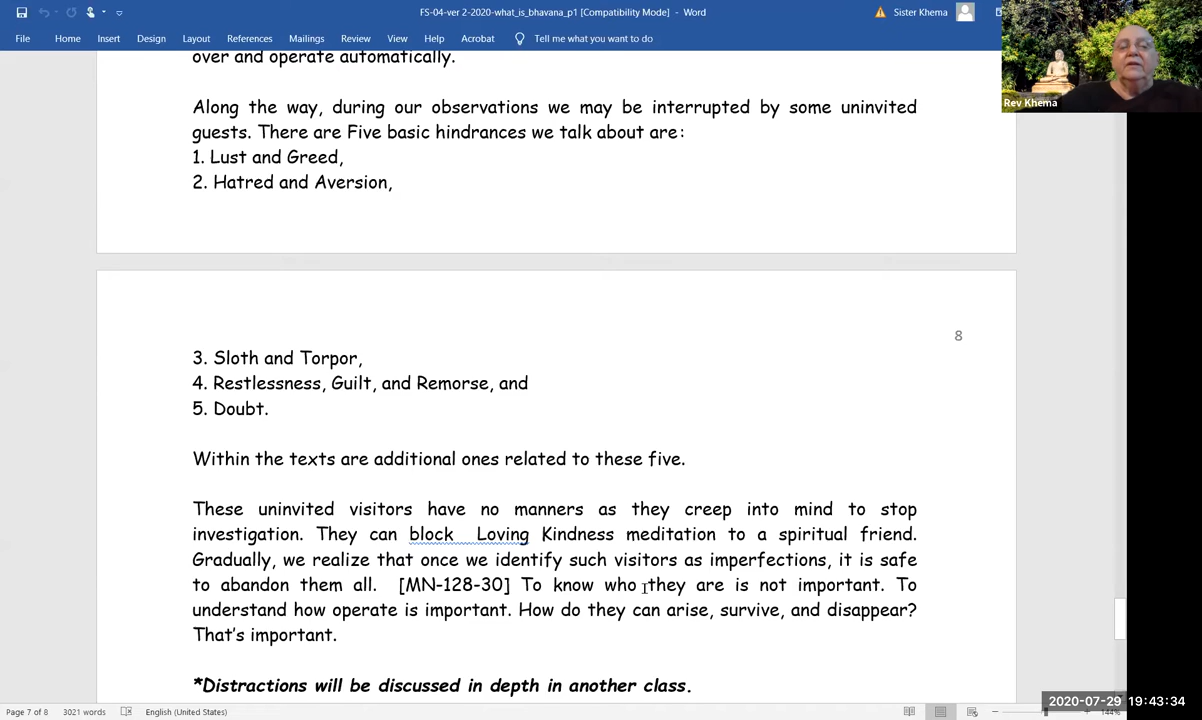 FS-04-ver 2-2020-what_is_bhavana_p1 [Compatibility Mode] - Word
Sister Khema
File Home Insert Design Layout References Mailings Review View Help Acrobat Tell me what you want to do
Rev Khema
over and operate automatically.
Along the way, during our observations we may be interrupted by some uninvited
guests. There are Five basic hindrances we talk about are:
1. Lust and Greed,
2. Hatred and Aversion,
8
3. Sloth and Torpor,
4. Restlessness, Guilt, and Remorse, and
5. Doubt.
Within the texts are additional ones related to these five.
These uninvited visitors have no manners as they creep into mind to stop
investigation. They can block Loving Kindness meditation to a spiritual friend.
Gradually, we realize that once we identify such visitors as imperfections, it is safe
to abandon them all. [MN-128-30] To know who they are is not important. To
understand how operate is important. How do they can arise, survive, and disappear?
That's important.
*Distractions will be discussed in depth in another class.
2020-07-29 19:43:34
Page 7 of 8 3021 words English (United States) 144%